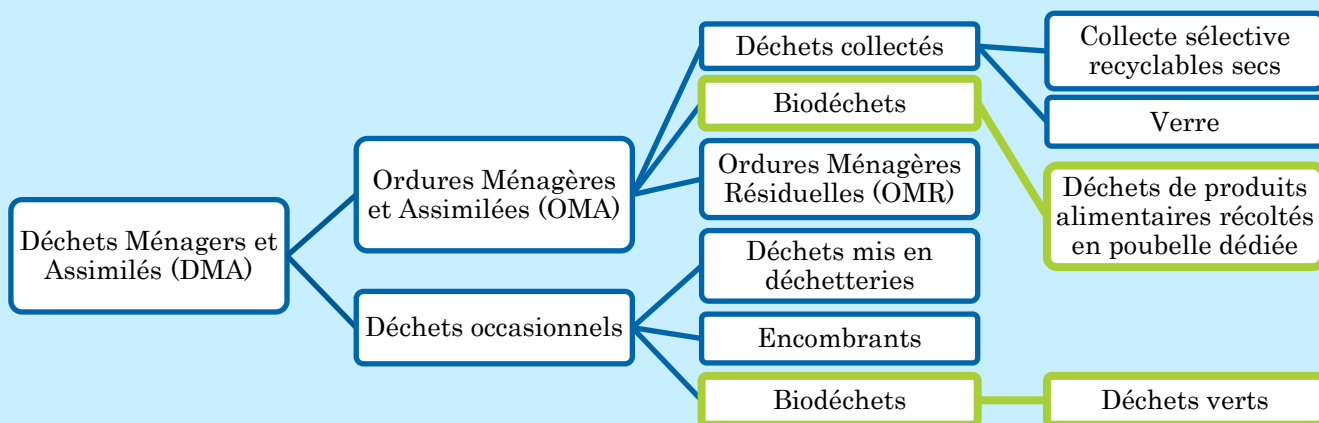 Déchets Ménagers et
Assimilés (DMA)
Ordures Ménagères
et Assimilées (OMA)
Déchets occasionnels
Déchets collectés
Biodéchets
Ordures Ménagères
Résiduelles (OMR)
Déchets mis en
déchetteries
Encombrants
Biodéchets
Collecte sélective
recyclables secs
Verre
Déchets de produits
alimentaires récoltés
en poubelle dédiée
Déchets verts